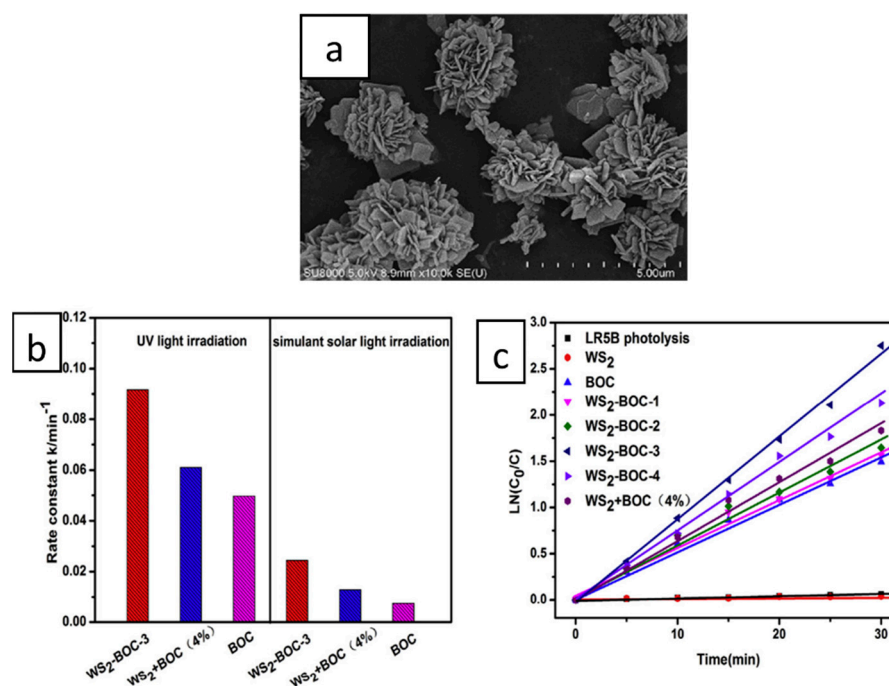 a
SU8000 5.0kV 8.9mm x10.0k SE(U)
5.00um
b
0.12
0.10
0.08
0.06
0.04
0.02
0.00
Rate constant k/min⁻¹
UV light irradiation
simulant solar light irradiation
WS₂-BOC-3
WS₂+BOC（4%）
BOC
WS₂-BOC-3
WS₂+BOC（4%）
BOC
c
3.0
2.5
2.0
1.5
1.0
0.5
0.0
LN(C₀/C)
LR5B photolysis
WS₂
BOC
WS₂-BOC-1
WS₂-BOC-2
WS₂-BOC-3
WS₂-BOC-4
WS₂+BOC（4%）
0
10
20
30
Time(min)